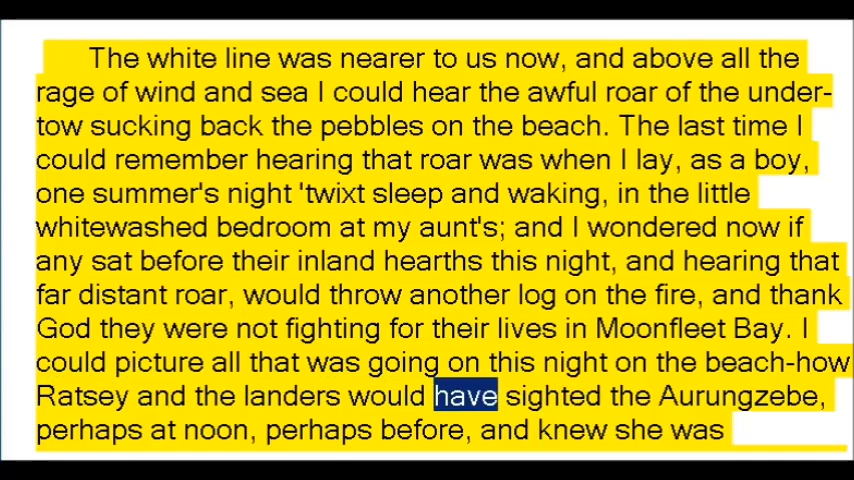 The white line was nearer to us now, and above all the
rage of wind and sea I could hear the awful roar of the under-
tow sucking back the pebbles on the beach. The last time I
could remember hearing that roar was when I lay, as a boy,
one summer's night 'twixt sleep and waking, in the little
whitewashed bedroom at my aunt's; and I wondered now if
any sat before their inland hearths this night, and hearing that
far distant roar, would throw another log on the fire, and thank
God they were not fighting for their lives in Moonfleet Bay. I
could picture all that was going on this night on the beach-how
Ratsey and the landers would have sighted the Aurungzebe,
perhaps at noon, perhaps before, and knew she was